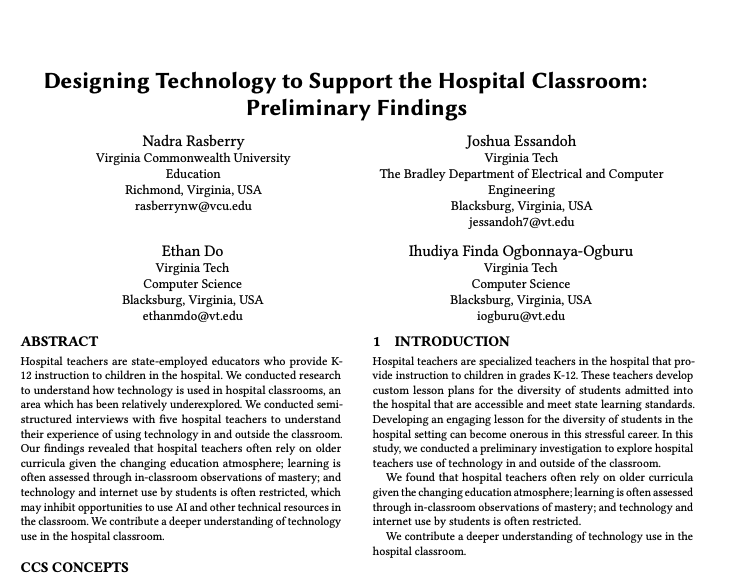 Designing Technology to Support the Hospital Classroom:
Preliminary Findings
Nadra Rasberry
Virginia Commonwealth University
Education
Richmond, Virginia, USA
rasberrynw@vcu.edu
Joshua Essandoh
Virginia Tech
The Bradley Department of Electrical and Computer
Engineering
Blacksburg, Virginia, USA
jessandoh7@vt.edu
Ethan Do
Virginia Tech
Computer Science
Blacksburg, Virginia, USA
ethanmdo@vt.edu
Ihudiya Finda Ogbonnaya-Ogburu
Virginia Tech
Computer Science
Blacksburg, Virginia, USA
iogburu@vt.edu
ABSTRACT
Hospital teachers are state-employed educators who provide K-
12 instruction to children in the hospital. We conducted research
to understand how technology is used in hospital classrooms, an
area which has been relatively underexplored. We conducted semi-
structured interviews with five hospital teachers to understand
their experience of using technology in and outside the classroom.
Our findings revealed that hospital teachers often rely on older
curricula given the changing education atmosphere; learning is
often assessed through in-classroom observations of mastery; and
technology and internet use by students is often restricted, which
may inhibit opportunities to use AI and other technical resources in
the classroom. We contribute a deeper understanding of technology
use in the hospital classroom.
CCS CONCEPTS
1 INTRODUCTION
Hospital teachers are specialized teachers in the hospital that pro-
vide instruction to children in grades K-12. These teachers develop
custom lesson plans for the diversity of students admitted into
the hospital that are accessible and meet state learning standards.
Developing an engaging lesson for the diversity of students in the
hospital setting can become onerous in this stressful career. In this
study, we conducted a preliminary investigation to explore hospital
teachers use of technology in and outside of the classroom.
We found that hospital teachers often rely on older curricula
given the changing education atmosphere; learning is often assessed
through in-classroom observations of mastery; and technology and
internet use by students is often restricted.
We contribute a deeper understanding of technology use in the
hospital classroom.